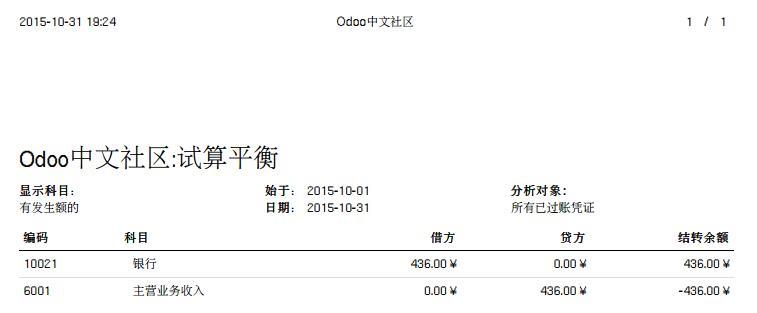 2015-10-31 19:24 Odoo中文社区 1 / 1
Odoo中文社区:试算平衡
显示科目: 始于: 2015-10-01 分析对象:
有发生额的 日期: 2015-10-31 所有已过账凭证
编码 科目 借方 贷方 结转余额
10021 银行 436.00 ¥ 0.00 ¥ 436.00 ¥
6001 主营业务收入 0.00 ¥ 436.00 ¥ -436.00 ¥